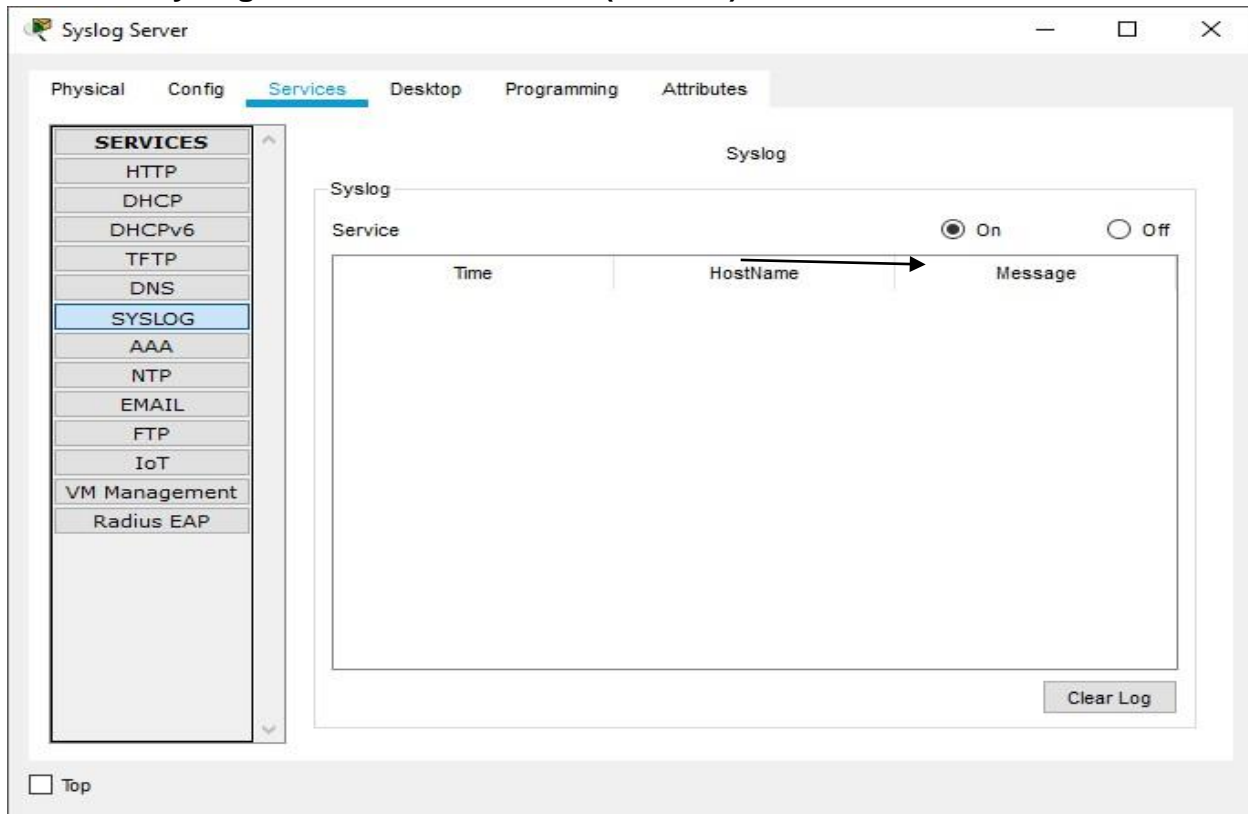 Syslog Server
Physical Config Services Desktop Programming Attributes
SERVICES
HTTP
DHCP
DHCPv6
TFTP
DNS
SYSLOG
AAA
NTP
EMAIL
FTP
IoT
VM Management
Radius EAP
Syslog
Syslog
Service On Off
Time HostName Message
Clear Log
Top